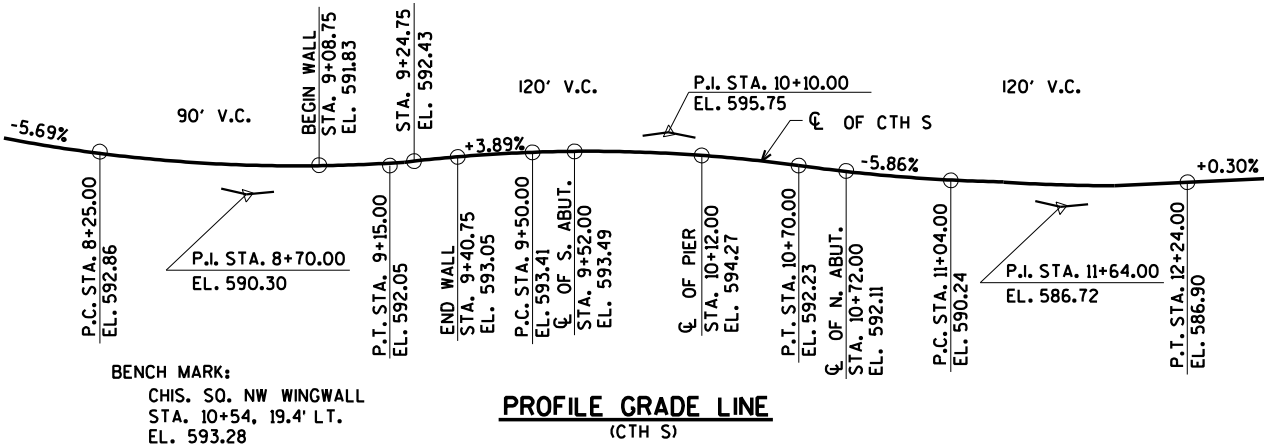 -5.69%
90' V.C.
BEGIN WALL
STA. 9+08.75
EL. 591.83
STA. 9+24.75
EL. 592.43
120' V.C.
P.I. STA. 10+10.00
EL. 595.75
℄ OF CTH S
120' V.C.
+3.89%
-5.86%
+0.30%
P.C. STA. 8+25.00
EL. 592.86
P.I. STA. 8+70.00
EL. 590.30
P.T. STA. 9+15.00
EL. 592.05
END WALL
STA. 9+40.75
EL. 593.05
P.C. STA. 9+50.00
EL. 593.41
℄ OF S. ABUT.
STA. 9+52.00
EL. 593.49
℄ OF PIER
STA. 10+12.00
EL. 594.27
P.T. STA. 10+70.00
EL. 592.23
℄ OF N. ABUT.
STA. 10+72.00
EL. 592.11
P.C. STA. 11+04.00
EL. 590.24
P.I. STA. 11+64.00
EL. 586.72
P.T. STA. 12+24.00
EL. 586.90
BENCH MARK:
CHIS. SQ. NW WINGWALL
STA. 10+54, 19.4' LT.
EL. 593.28
PROFILE GRADE LINE
(CTH S)